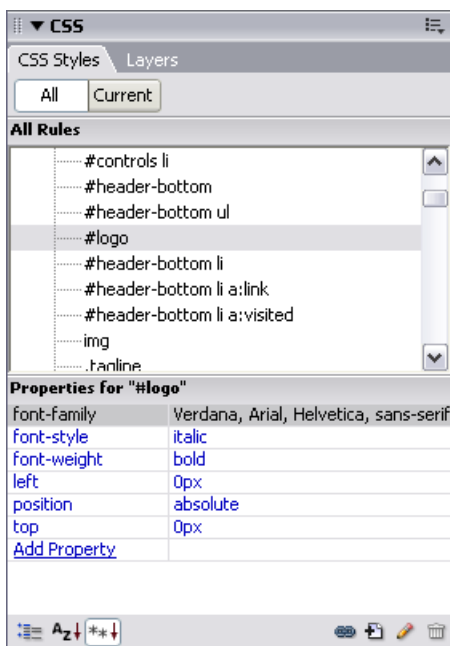 CSS
CSS Styles Layers
All Current
All Rules
#controls li
#header-bottom
#header-bottom ul
#logo
#header-bottom li
#header-bottom li a:link
#header-bottom li a:visited
img
.tagline
Properties for "#logo"
font-family Verdana, Arial, Helvetica, sans-serif
font-style italic
font-weight bold
left 0px
position absolute
top 0px
Add Property
AZ **